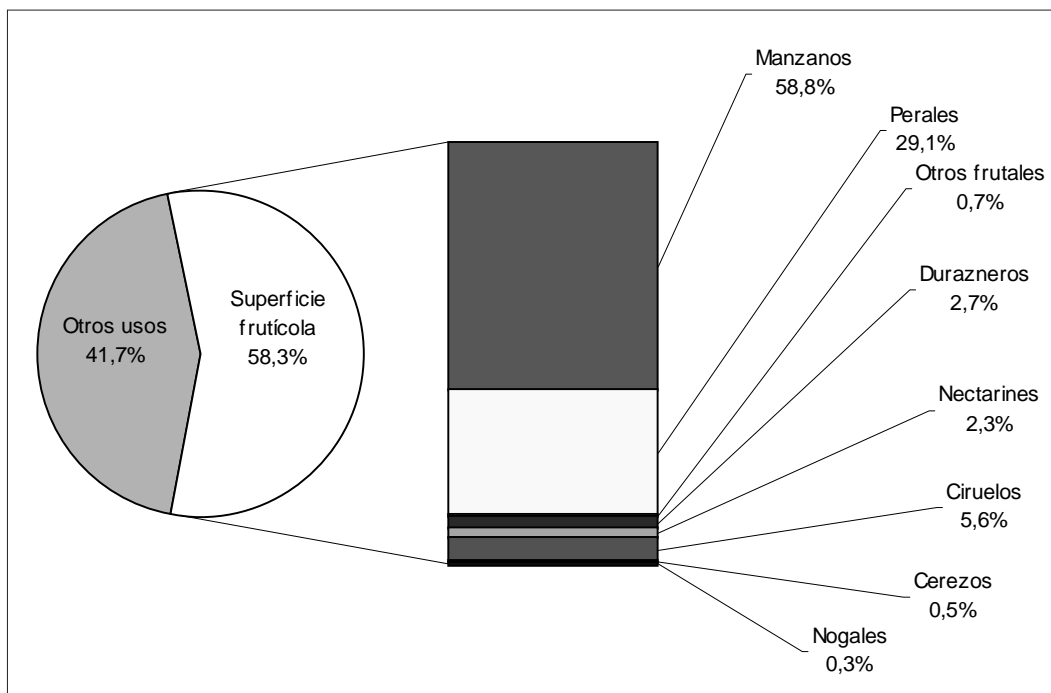 Manzanos
58,8%
Perales
29,1%
Otros frutales
0,7%
Durazneros
2,7%
Otros usos
41,7%
Superficie
frutícola
58,3%
Nectarines
2,3%
Ciruelos
5,6%
Cerezos
0,5%
Nogales
0,3%